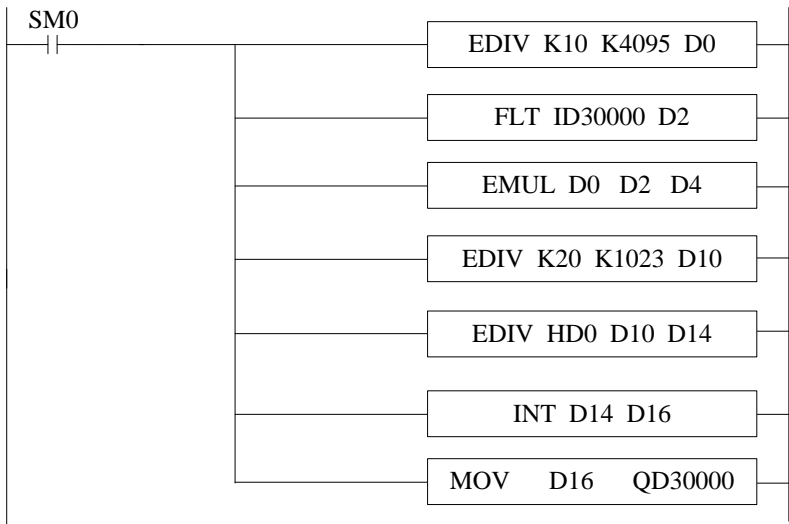 SM0
EDIV K10 K4095 D0
FLT ID30000 D2
EMUL D0 D2 D4
EDIV K20 K1023 D10
EDIV HD0 D10 D14
INT D14 D16
MOV D16 QD30000